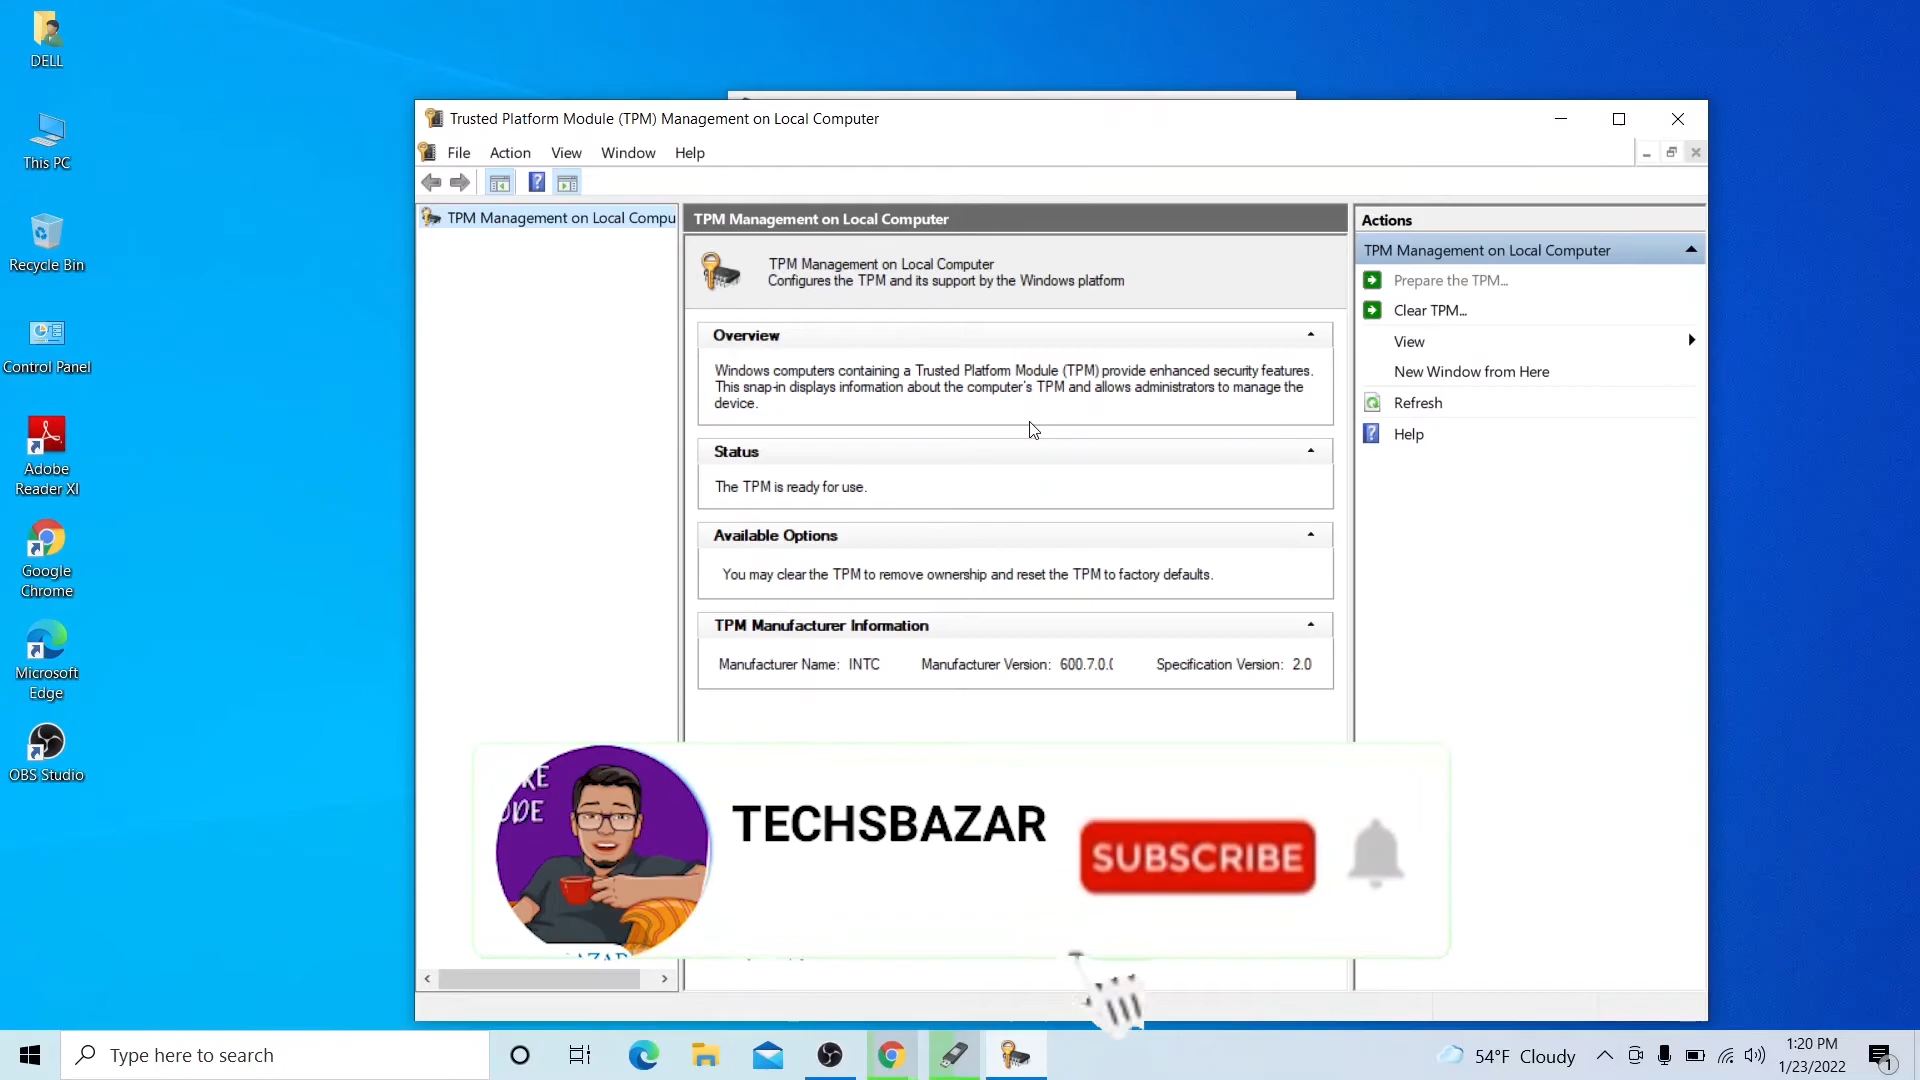 DELL
This PC
Recycle Bin
Control Panel
Adobe
Reader XI
Google
Chrome
Microsoft
Edge
OBS Studio
Trusted Platform Module (TPM) Management on Local Computer
File Action View Window Help
TPM Management on Local Compu
TPM Management on Local Computer
TPM Management on Local Computer
Configures the TPM and its support by the Windows platform
Overview
Windows computers containing a Trusted Platform Module (TPM) provide enhanced security features.
This snap-in displays information about the computer's TPM and allows administrators to manage the
device.
Status
The TPM is ready for use.
Available Options
You may clear the TPM to remove ownership and reset the TPM to factory defaults.
TPM Manufacturer Information
Manufacturer Name: INTC Manufacturer Version: 600.7.0. Specification Version: 2.0
Actions
TPM Management on Local Computer
Prepare the TPM...
Clear TPM...
View
New Window from Here
Refresh
Help
TECHSBAZAR
SUBSCRIBE
Type here to search
54°F Cloudy
1:20 PM
1/23/2022
1